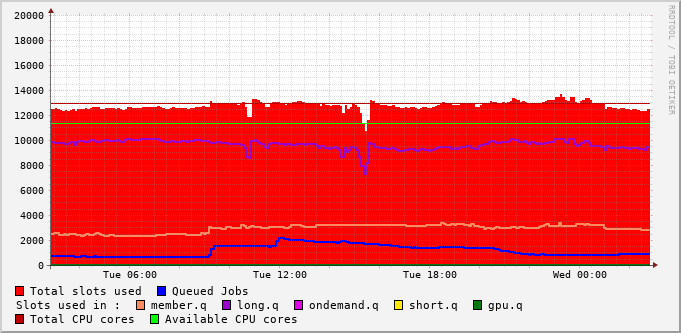 20000
18000
16000
14000
12000
10000
8000
6000
4000
2000
0
Tue 06:00 Tue 12:00 Tue 18:00 Wed 00:00
RRDTOOL / TOBI OETIKER
Total slots used Queued Jobs
Slots used in : member.q long.q ondemand.q short.q gpu.q
Total CPU cores Available CPU cores